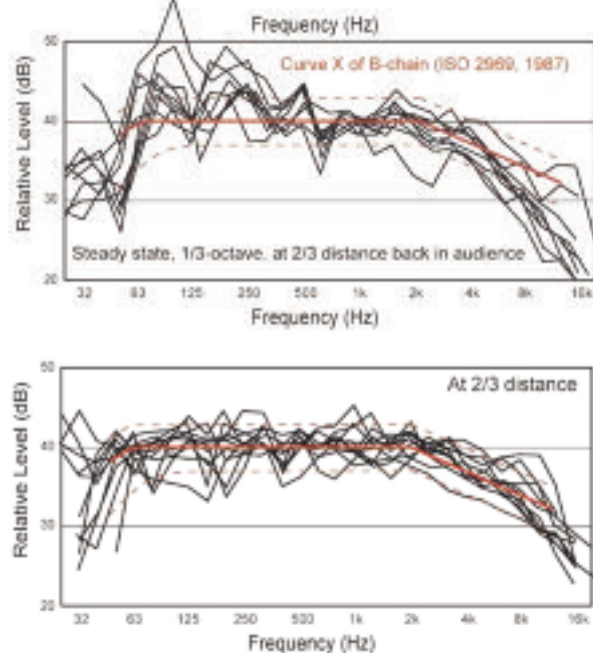 Frequency (Hz)
Relative Level (dB)
50
40
30
20
Curve X of B-chain (ISO 2969, 1987)
Steady state, 1/3-octave, at 2/3 distance back in audience
32 63 125 250 500 1k 2k 4k 8k 16k
Frequency (Hz)
Relative Level (dB)
50
40
30
20
At 2/3 distance
32 63 125 250 500 1k 2k 4k 8k 16k
Frequency (Hz)